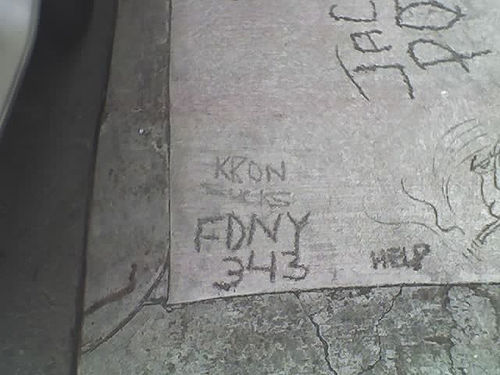 KRON
SUCKS
FDNY
343
HELP